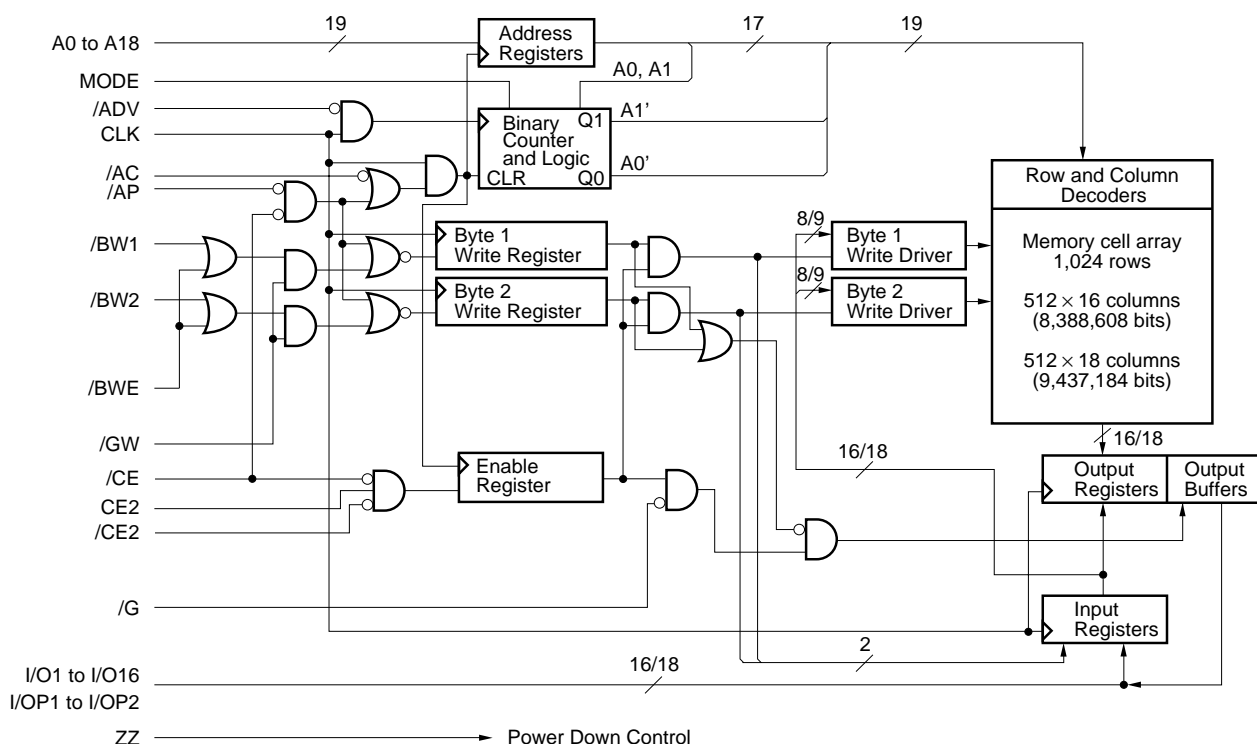 19
Address
Registers
17
19
A0 to A18
MODE
A0, A1
/ADV
CLK
Binary
Counter
and Logic
Q1
CLR
Q0
A1’
A0’
/AC
/AP
Row and Column
Decoders
/BW1
Byte 1
Write Register
8/9
Byte 1
Write Driver
Memory cell array
1,024 rows
/BW2
Byte 2
Write Register
8/9
Byte 2
Write Driver
512 × 16 columns
(8,388,608 bits)
512 × 18 columns
(9,437,184 bits)
/BWE
/GW
16/18
16/18
/CE
CE2
/CE2
Enable
Register
Output
Registers
Output
Buffers
/G
Input
Registers
2
I/O1 to I/O16
I/OP1 to I/OP2
16/18
ZZ
Power Down Control